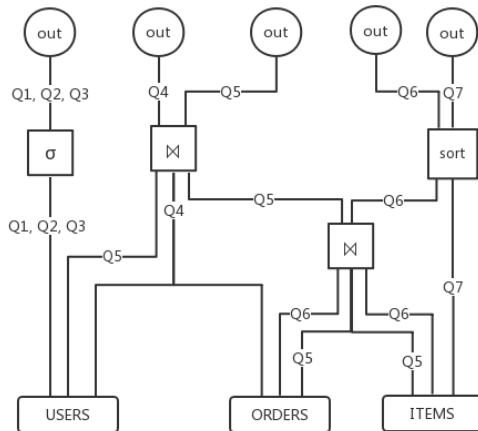 out out out out out
Q1, Q2, Q3 Q4 Q5 Q6 Q7
σ ⋈ sort
Q1, Q2, Q3 Q4 Q5 Q6
Q5 ⋈
Q7
Q6 Q6
Q5 Q5
USERS ORDERS ITEMS